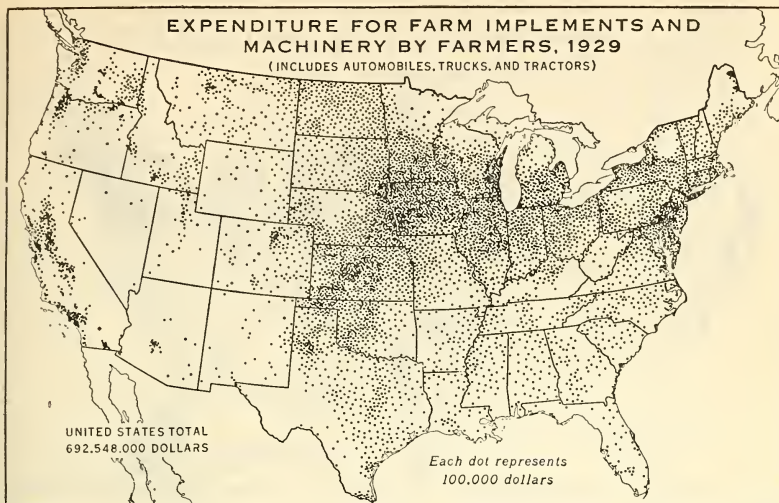 EXPENDITURE FOR FARM IMPLEMENTS AND
MACHINERY BY FARMERS, 1929
(INCLUDES AUTOMOBILES, TRUCKS, AND TRACTORS)
UNITED STATES TOTAL
692.548.000 DOLLARS
Each dot represents
100,000 dollars